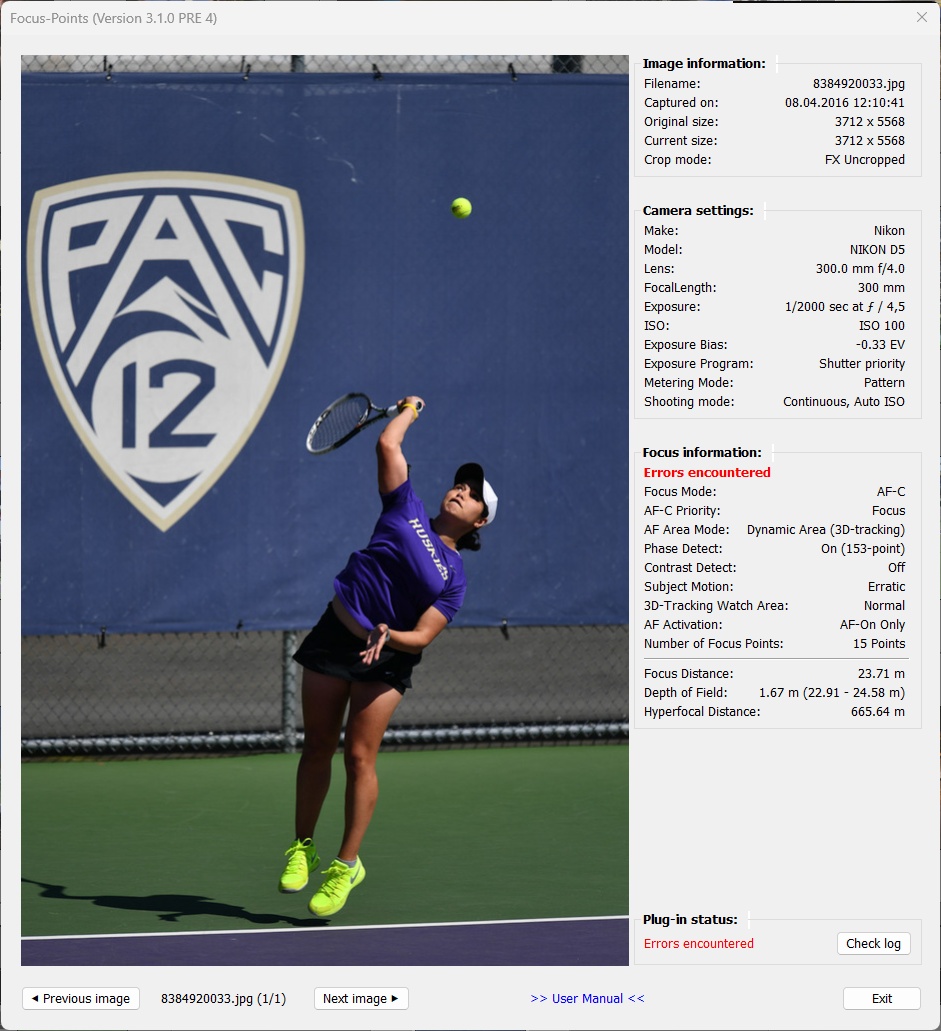 Focus-Points (Version 3.1.0 PRE 4)
PAC
12
HUSKIES
Image information:
Filename: 8384920033.jpg
Captured on: 08.04.2016 12:10:41
Original size: 3712 x 5568
Current size: 3712 x 5568
Crop mode: FX Uncropped
Camera settings:
Make: Nikon
Model: NIKON D5
Lens: 300.0 mm f/4.0
FocalLength: 300 mm
Exposure: 1/2000 sec at ƒ / 4,5
ISO: ISO 100
Exposure Bias: -0.33 EV
Exposure Program: Shutter priority
Metering Mode: Pattern
Shooting mode: Continuous, Auto ISO
Focus information:
Errors encountered
Focus Mode: AF-C
AF-C Priority: Focus
AF Area Mode: Dynamic Area (3D-tracking)
Phase Detect: On (153-point)
Contrast Detect: Off
Subject Motion: Erratic
3D-Tracking Watch Area: Normal
AF Activation: AF-On Only
Number of Focus Points: 15 Points
Focus Distance: 23.71 m
Depth of Field: 1.67 m (22.91 - 24.58 m)
Hyperfocal Distance: 665.64 m
Plug-in status:
Errors encountered Check log
Previous image 8384920033.jpg (1/1) Next image >> User Manual << Exit